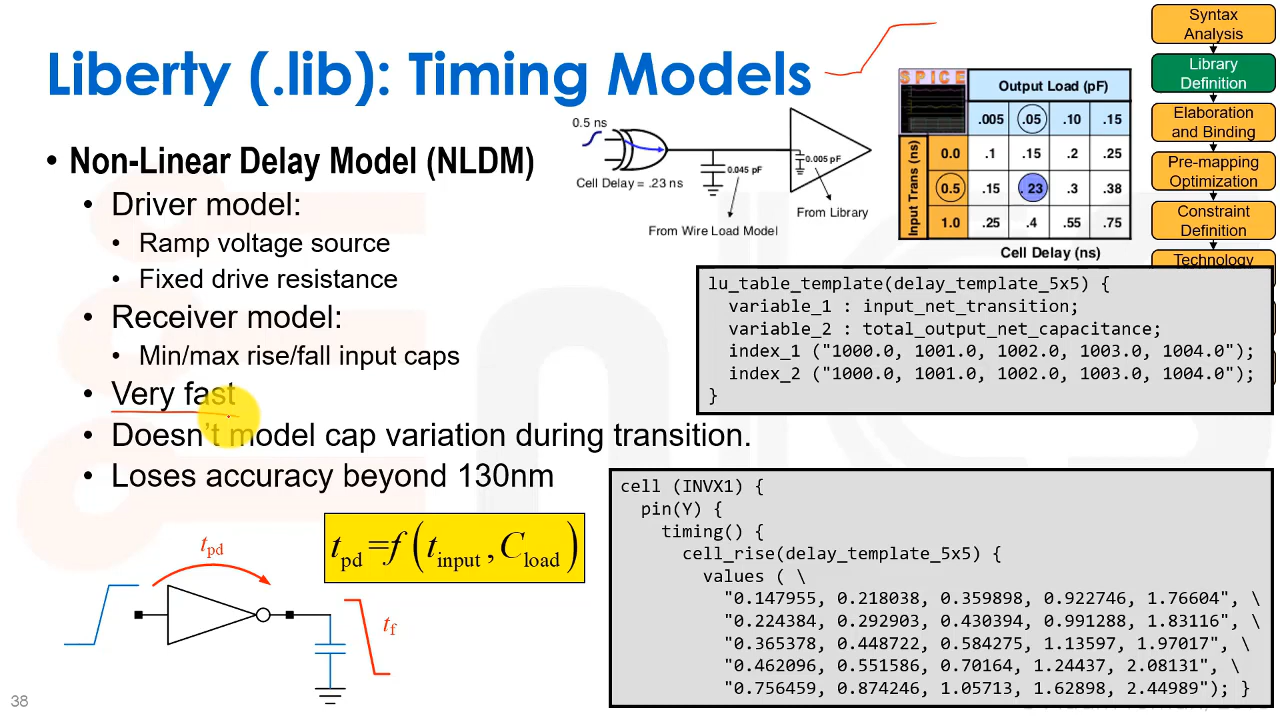 Liberty (.lib): Timing Models
• Non-Linear Delay Model (NLDM)
• Driver model:
• Ramp voltage source
• Fixed drive resistance
• Receiver model:
• Min/max rise/fall input caps
• Very fast
• Doesn't model cap variation during transition.
• Loses accuracy beyond 130nm
tpd
tpd =f (tinput , Cload)
tf
38
0.5 ns
Cell Delay = .23 ns
0.045 pF
0.005 pF
From Library
From Wire Load Model
SPICE
Output Load (pF)
.005 .05 .10 .15
Input Trans (ns)
0.0 .1 .15 .2 .25
0.5 .15 .23 .3 .38
1.0 .25 .4 .55 .75
Cell Delay (ns)
Syntax
Analysis
Library
Definition
Elaboration
and Binding
Pre-mapping
Optimization
Constraint
Definition
Technology
lu_table_template(delay_template_5x5) {
variable_1 : input_net_transition;
variable_2 : total_output_net_capacitance;
index_1 ("1000.0, 1001.0, 1002.0, 1003.0, 1004.0");
index_2 ("1000.0, 1001.0, 1002.0, 1003.0, 1004.0");
}
cell (INVX1) {
pin(Y) {
timing() {
cell_rise(delay_template_5x5) {
values ( \
"0.147955, 0.218038, 0.359898, 0.922746, 1.76604", \
"0.224384, 0.292903, 0.430394, 0.991288, 1.83116", \
"0.365378, 0.448722, 0.584275, 1.13597, 1.97017", \
"0.462096, 0.551586, 0.70164, 1.24437, 2.08131", \
"0.756459, 0.874246, 1.05713, 1.62898, 2.44989"); }